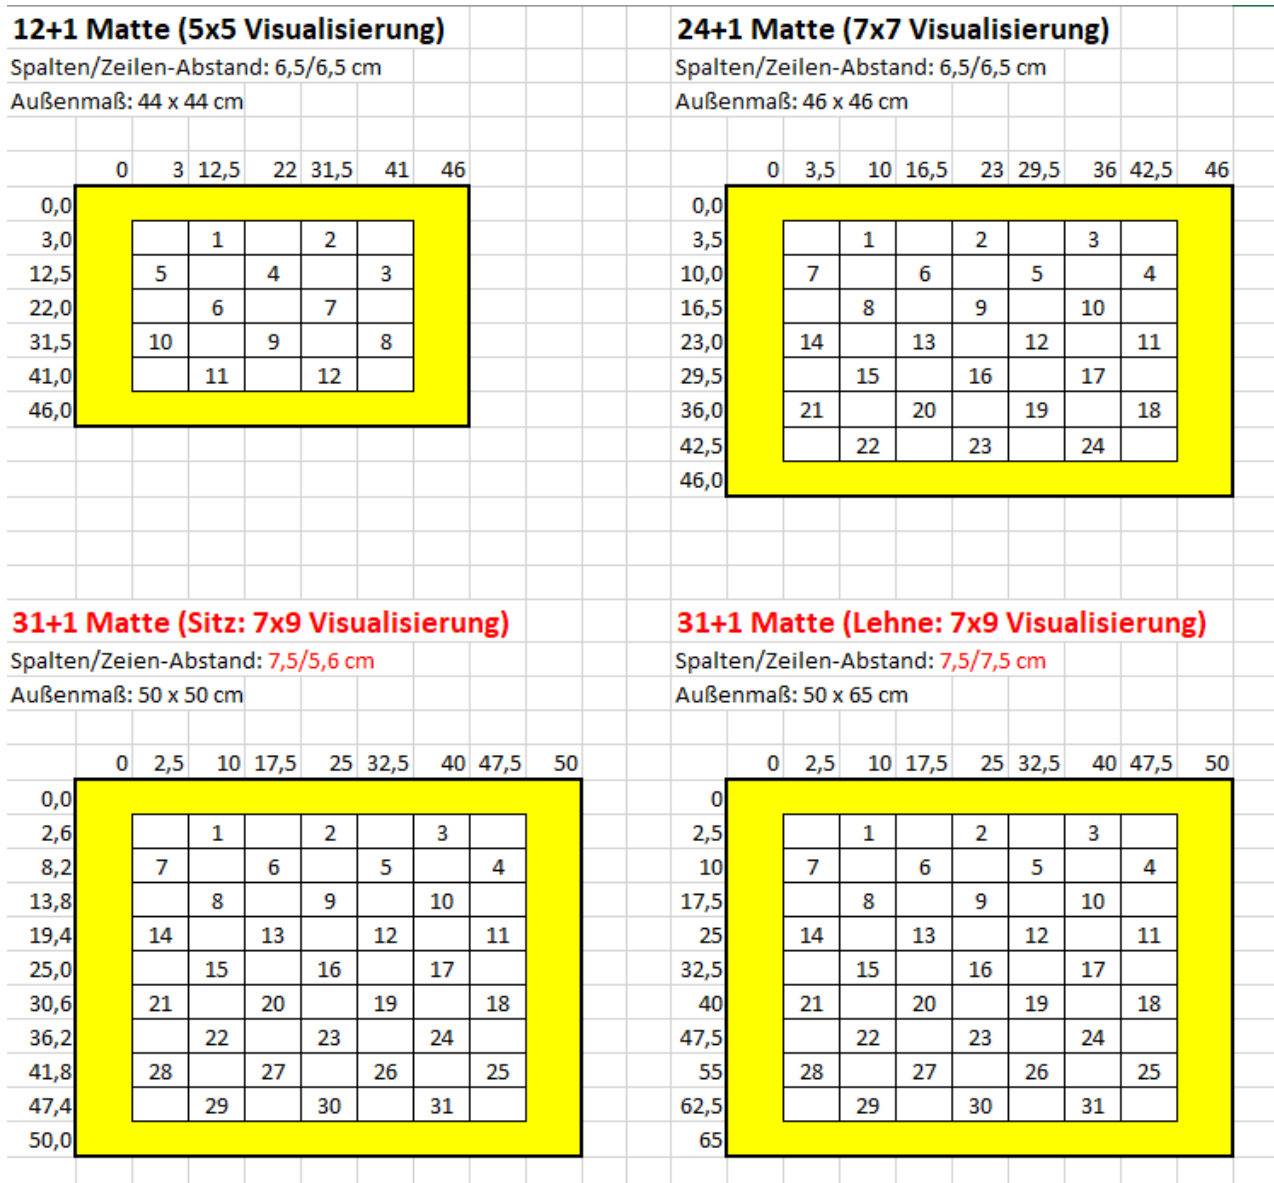 12+1 Matte (5x5 Visualisierung)
Spalten/Zeilen-Abstand: 6,5/6,5 cm
Außenmaß: 44 x 44 cm
0 3 12,5 22 31,5 41 46
0,0
3,0 1 2
12,5 5 4 3
22,0 6 7
31,5 10 9 8
41,0 11 12
46,0
24+1 Matte (7x7 Visualisierung)
Spalten/Zeilen-Abstand: 6,5/6,5 cm
Außenmaß: 46 x 46 cm
0 3,5 10 16,5 23 29,5 36 42,5 46
0,0
3,5 1 2 3
10,0 7 6 5 4
16,5 8 9 10
23,0 14 13 12 11
29,5 15 16 17
36,0 21 20 19 18
42,5 22 23 24
46,0
31+1 Matte (Sitz: 7x9 Visualisierung)
Spalten/Zeien-Abstand: 7,5/5,6 cm
Außenmaß: 50 x 50 cm
0 2,5 10 17,5 25 32,5 40 47,5 50
0,0
2,6 1 2 3
8,2 7 6 5 4
13,8 8 9 10
19,4 14 13 12 11
25,0 15 16 17
30,6 21 20 19 18
36,2 22 23 24
41,8 28 27 26 25
47,4 29 30 31
50,0
31+1 Matte (Lehne: 7x9 Visualisierung)
Spalten/Zeilen-Abstand: 7,5/7,5 cm
Außenmaß: 50 x 65 cm
0 2,5 10 17,5 25 32,5 40 47,5 50
0
2,5 1 2 3
10 7 6 5 4
17,5 8 9 10
25 14 13 12 11
32,5 15 16 17
40 21 20 19 18
47,5 22 23 24
55 28 27 26 25
62,5 29 30 31
65